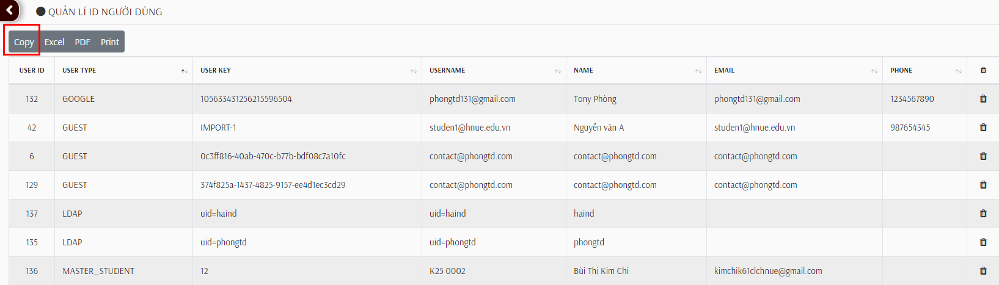 QUẢN LÍ ID NGƯỜI DÙNG
Copy Excel PDF Print
USER ID USER TYPE USER KEY USERNAME NAME EMAIL PHONE
132 GOOGLE 105633431256215596504 phongtd131@gmail.com Tony Phòng phongtd131@gmail.com 1234567890
42 GUEST IMPORT-1 studen1@hnue.edu.vn Nguyễn văn A studen1@hnue.edu.vn 987654345
6 GUEST 0c3ff816-40ab-470c-b77b-bdf08c7a10fc contact@phongtd.com contact@phongtd.com contact@phongtd.com
129 GUEST 374f825a-1437-4825-9157-ee4d1ec3cd29 contact@phongtd.com contact@phongtd.com contact@phongtd.com
137 LDAP uid=haind uid=haind haind
135 LDAP uid=phongtd uid=phongtd phongtd
136 MASTER_STUDENT 12 K25 0002 Bùi Thị Kim Chi kimchik61clchnue@gmail.com